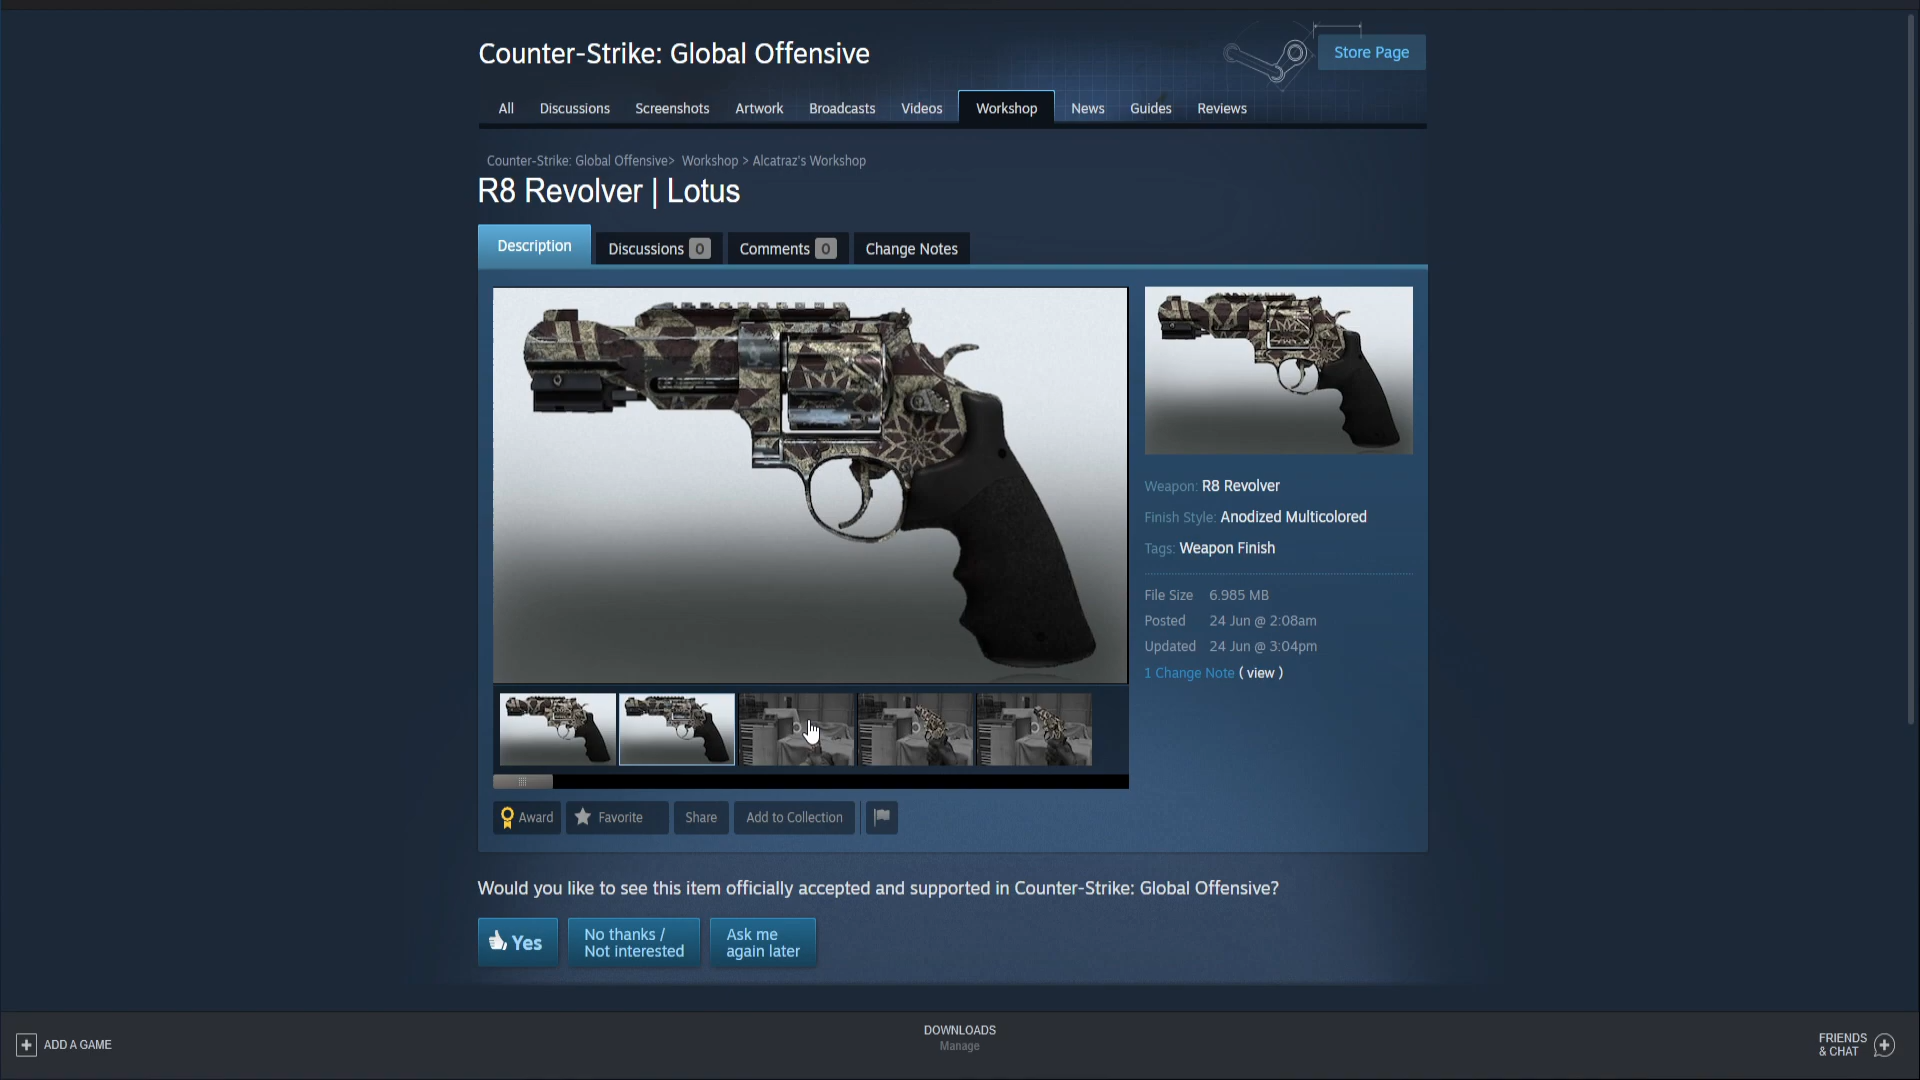 Counter-Strike: Global Offensive
Store Page
All Discussions Screenshots Artwork Broadcasts Videos Workshop News Guides Reviews
Counter-Strike: Global Offensive> Workshop > Alcatraz's Workshop
R8 Revolver | Lotus
Description Discussions 0 Comments 0 Change Notes
Weapon: R8 Revolver
Finish Style: Anodized Multicolored
Tags: Weapon Finish
File Size 6.985 MB
Posted 24 Jun @ 2:08am
Updated 24 Jun @ 3:04pm
1 Change Note ( view )
Award Favorite Share Add to Collection
Would you like to see this item officially accepted and supported in Counter-Strike: Global Offensive?
Yes
No thanks /
Not interested
Ask me
again later
ADD A GAME
DOWNLOADS
Manage
FRIENDS
& CHAT